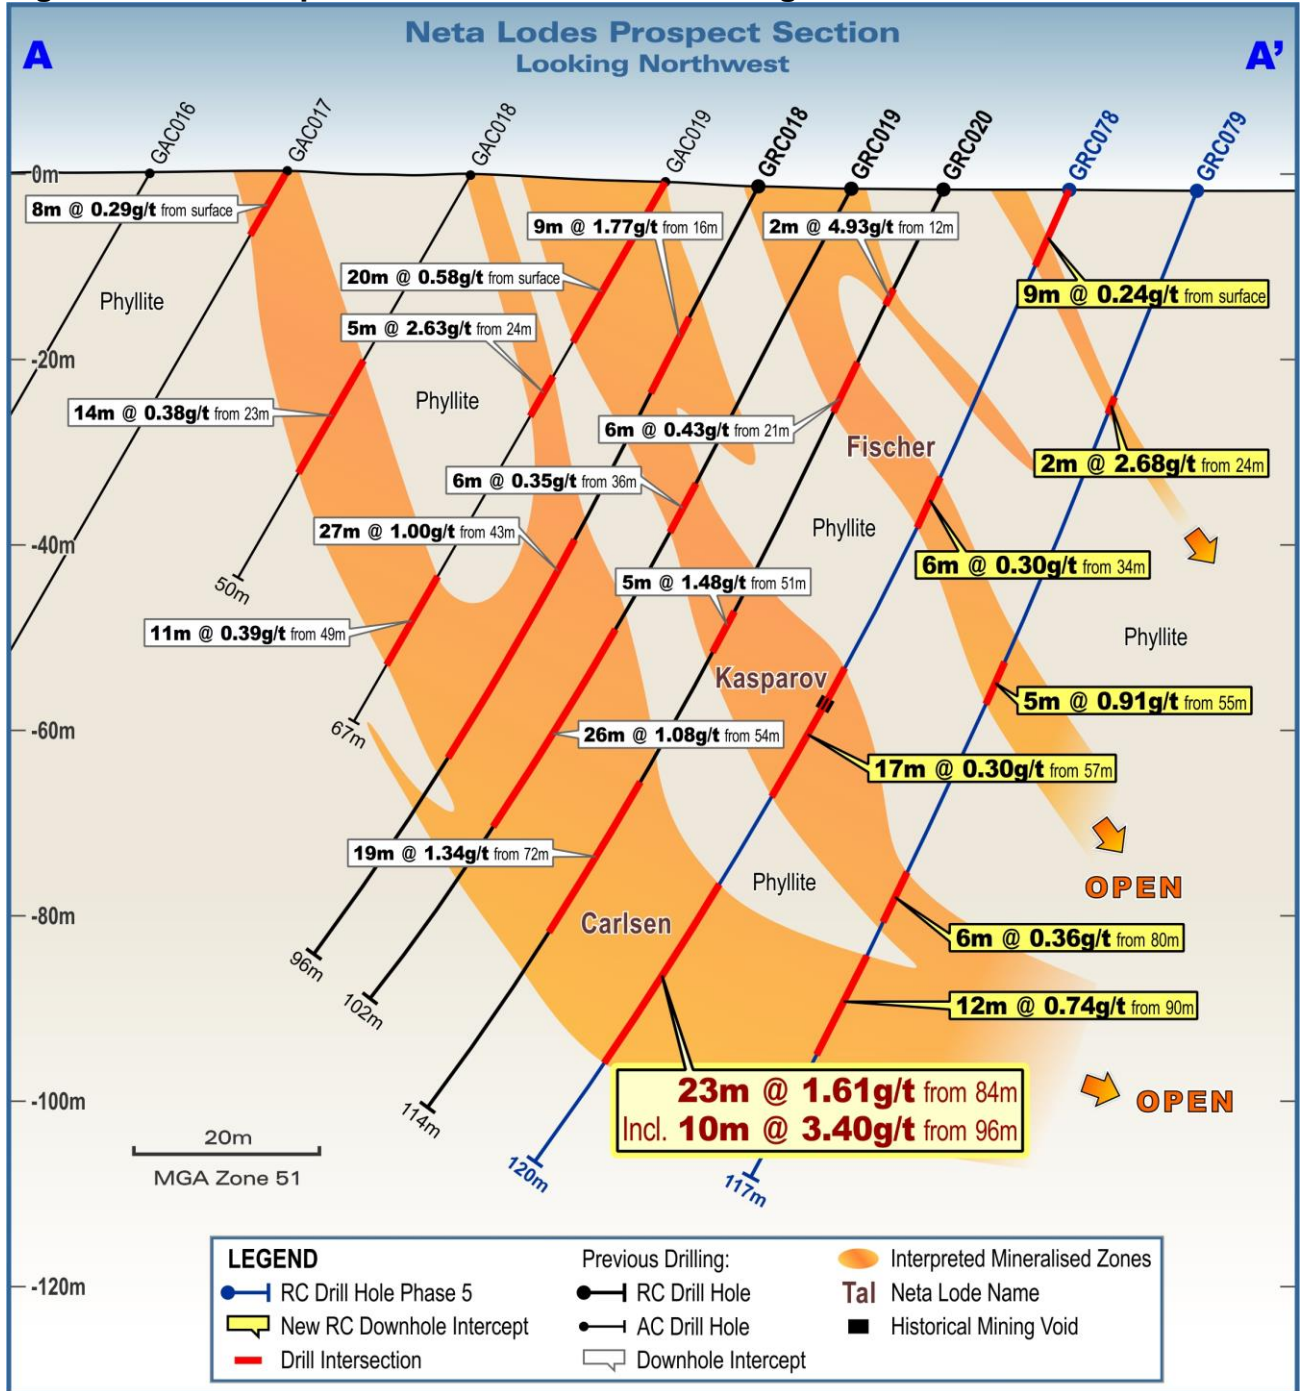 Neta Lodes Prospect Section
Looking Northwest
A
A’
GAC016
GAC017
GAC018
GAC019
GRC018
GRC019
GRC020
GRC078
GRC079
0m
8m @ 0.29g/t from surface
9m @ 1.77g/t from 16m
2m @ 4.93g/t from 12m
20m @ 0.58g/t from surface
9m @ 0.24g/t from surface
Phyllite
5m @ 2.63g/t from 24m
-20m
14m @ 0.38g/t from 23m
Phyllite
6m @ 0.43g/t from 21m
Fischer
2m @ 2.68g/t from 24m
6m @ 0.35g/t from 36m
27m @ 1.00g/t from 43m
Phyllite
-40m
6m @ 0.30g/t from 34m
50m
5m @ 1.48g/t from 51m
11m @ 0.39g/t from 49m
Phyllite
Kasparov
5m @ 0.91g/t from 55m
-60m
67m
26m @ 1.08g/t from 54m
17m @ 0.30g/t from 57m
19m @ 1.34g/t from 72m
Phyllite
OPEN
-80m
Carlsen
6m @ 0.36g/t from 80m
96m
102m
12m @ 0.74g/t from 90m
-100m
114m
23m @ 1.61g/t from 84m
Incl. 10m @ 3.40g/t from 96m
OPEN
20m
MGA Zone 51
120m
117m
-120m
LEGEND
RC Drill Hole Phase 5
New RC Downhole Intercept
Drill Intersection
Previous Drilling:
RC Drill Hole
AC Drill Hole
Downhole Intercept
Interpreted Mineralised Zones
Tal Neta Lode Name
Historical Mining Void